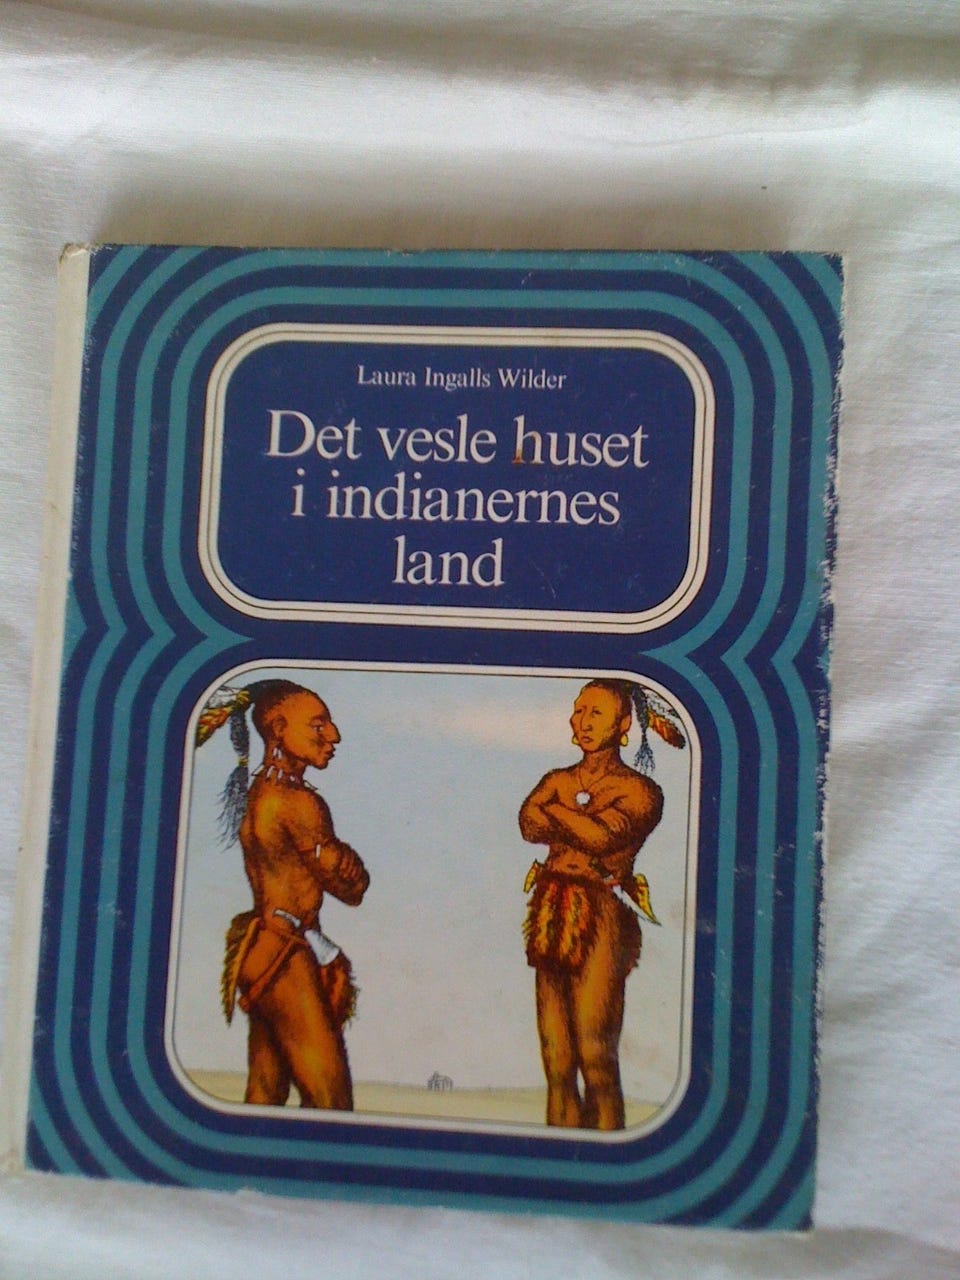 Laura Ingalls Wilder
Det vesle huset
i indianernes
land